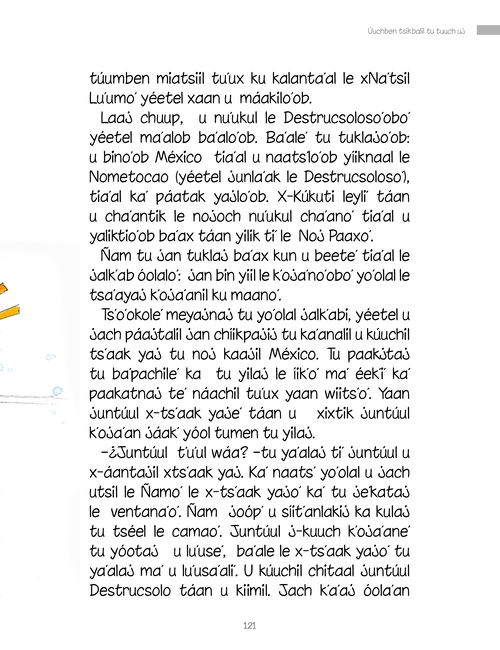 Úuchben tsikbalil tu tuuch uj
túumben miatsiil tu'ux ku kalanta'al le xNa'tsil
Lu'umo' yéetel xaan u máakilo'ob.
Laaj chuup, u nu'ukul le Destrucsoloso'obo'
yéetel ma'alob ba'alo'ob. Ba'ale' tu tuklajo'ob:
u bino'ob México tia'al u naats'lo'ob yiiknaal le
Nometocao (yéetel junla'ak le Destrucsoloso'),
tia'al ka' páatak yajlo'ob. X-Kúkuti leyli' táan
u cha'antik le nojoch nu'ukul cha'ano' tia'al u
yaliktio'ob ba'ax táan yilik ti' le Noj Paaxo'.
Ñam tu jan tuklaj ba'ax kun u beete' tia'al le
jalk'ab óolalo': jan bin yiil le k'oja'no'obo' yo'olal le
tsa'ayaj k'oja'anil ku maano'.
Ts'o'okole' meyajnaj tu yo'olal jalk'abi, yéetel u
jach páajtalil jan chíikpajij tu ka'analil u kúuchil
ts'aak yaj tu noj kaajil México. Tu paakjtaj
tu ba'pachile' ka tu yilaj le iik'o' ma' éek'i' ka'
paakatnaj te' náachil tu'ux yaan wiits'o'. Yaan
juntúul x-ts'aak yaje' táan u xixtik juntúul
k'oja'an jáak' yóol tumen tu yilaj.
–¿Juntúul t'u'ul wáa? –tu ya'alaj ti' juntúul u
x-áantajil xts'aak yaj. Ka' naats' yo'olal u jach
utsil le Ñamo' le x-ts'aak yajo' ka' tu je'kataj
le ventana'o'. Ñam joóp' u síit'anlakij ka kulaj
tu tséel le camao'. Juntúul j-kuuch k'oja'ane'
tu yóotaj u lu'use', ba'ale le x-ts'aak yajo' tu
ya'alaj ma' u lu'usa'ali'. U kúuchil chitaal juntúul
Destrucsolo táan u kíimil. Jach k'a'aj óola'an
121